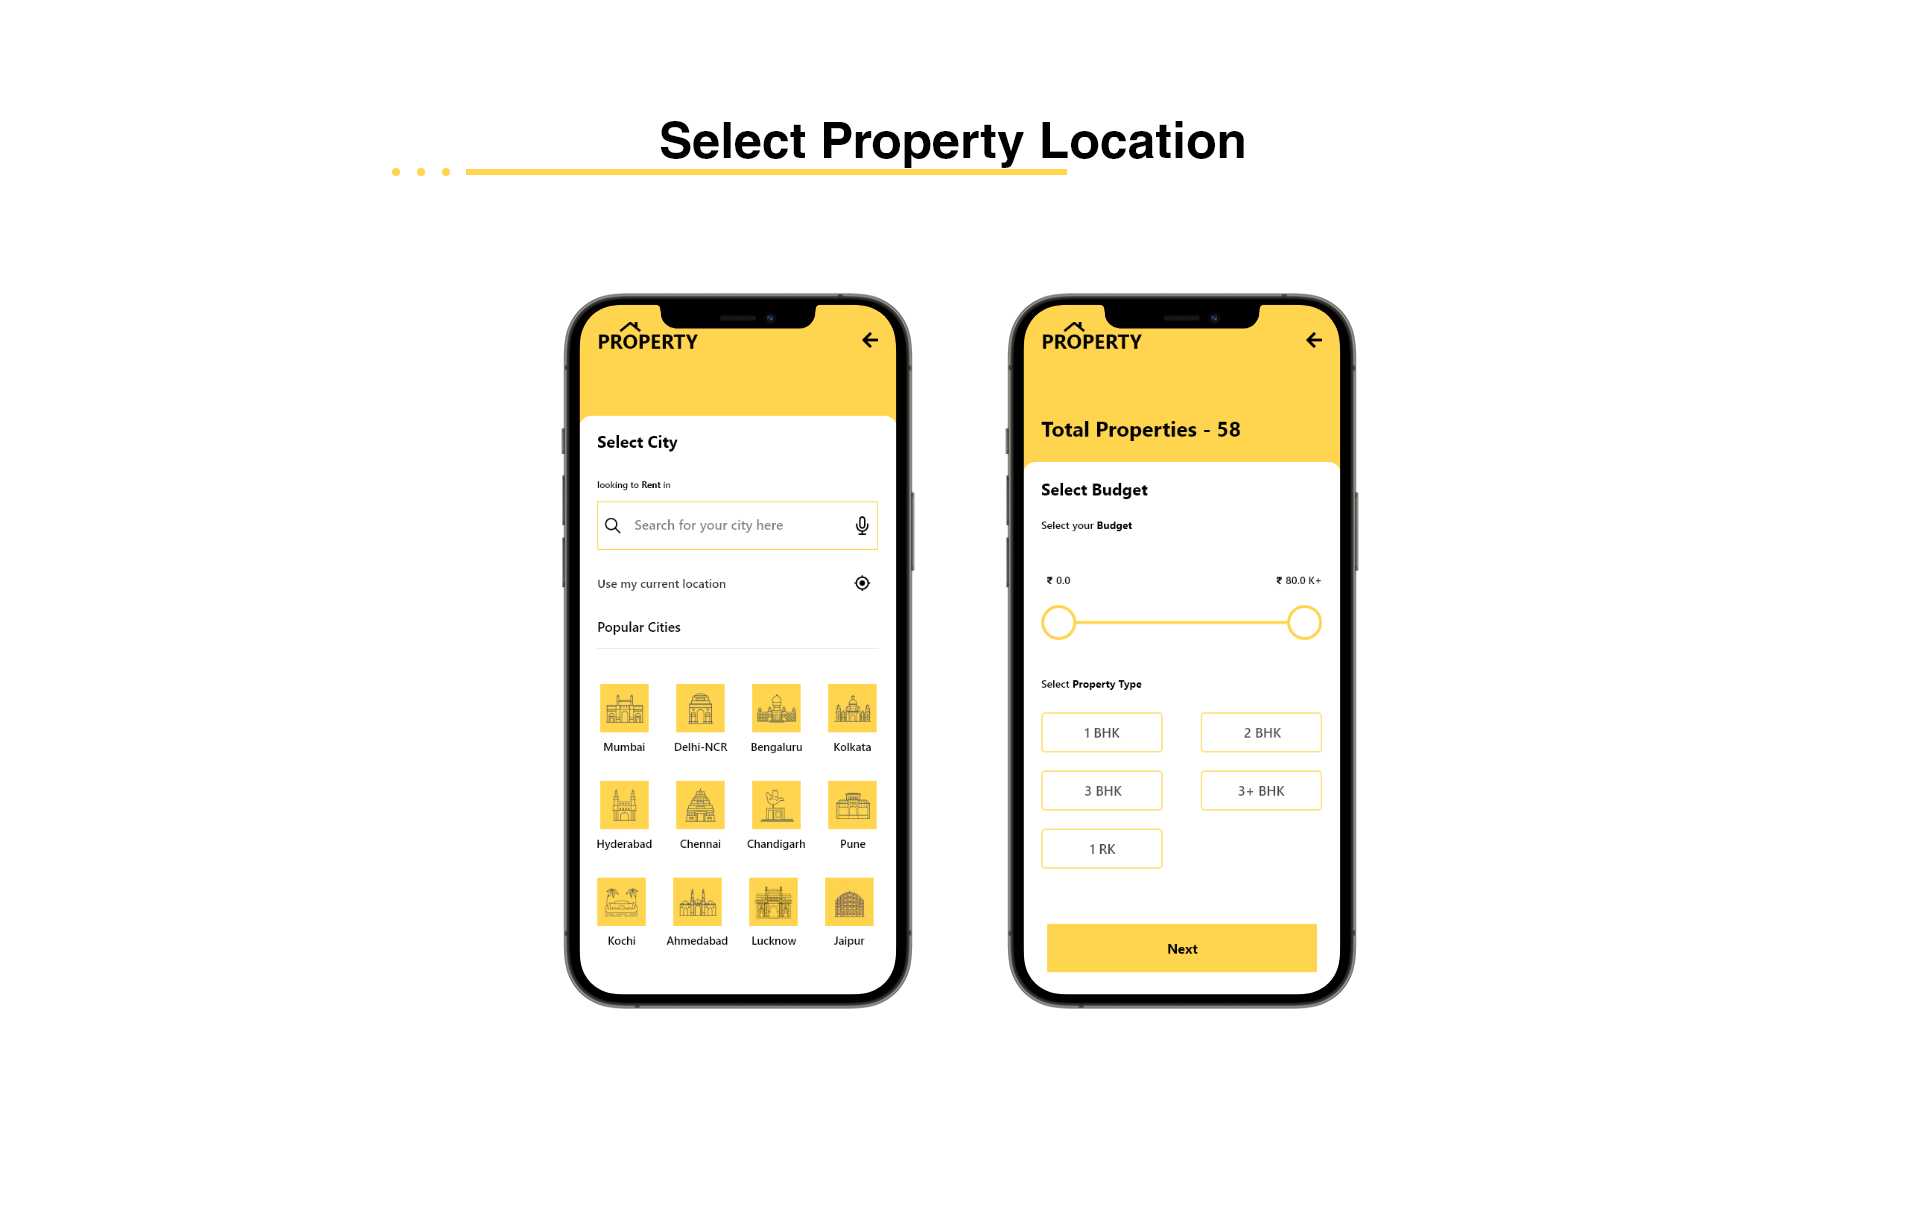 Select Property Location
PROPERTY
Select City
looking to Rent in
Search for your city here
Use my current location
Popular Cities
Mumbai Delhi-NCR Bengaluru Kolkata
Hyderabad Chennai Chandigarh Pune
Kochi Ahmedabad Lucknow Jaipur
PROPERTY
Total Properties - 58
Select Budget
Select your Budget
₹ 0.0 ₹ 80.0 K+
Select Property Type
1 BHK 2 BHK
3 BHK 3+ BHK
1 RK
Next